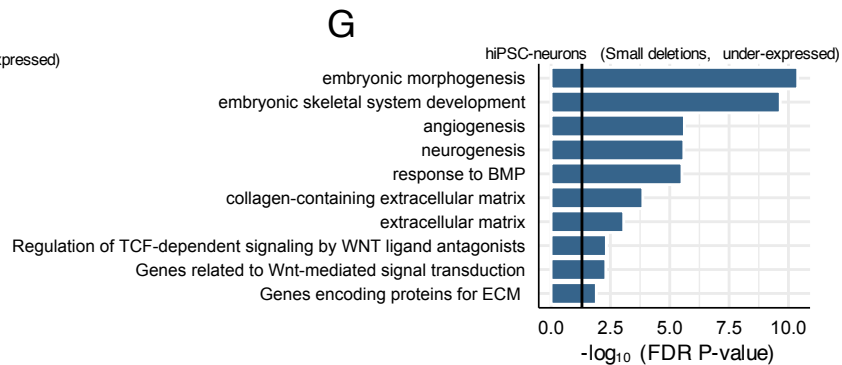 G
hiPSC-neurons (Small deletions, under-expressed)
xpressed)
embryonic morphogenesis
embryonic skeletal system development
angiogenesis
neurogenesis
response to BMP
collagen-containing extracellular matrix
extracellular matrix
Regulation of TCF-dependent signaling by WNT ligand antagonists
Genes related to Wnt-mediated signal transduction
Genes encoding proteins for ECM
0.0 2.5 5.0 7.5 10.0
-log₁₀ (FDR P-value)